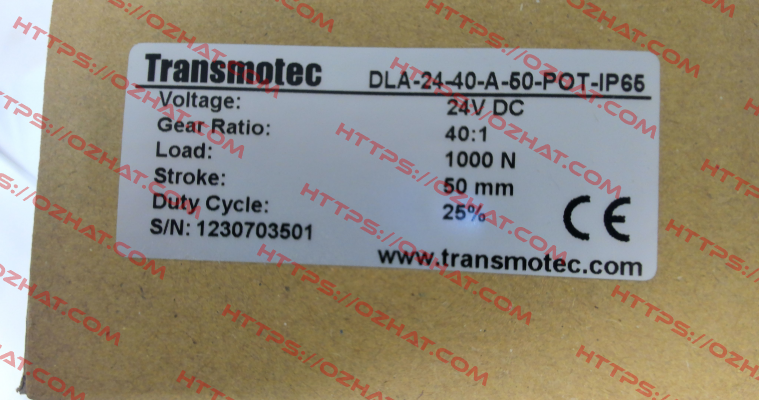 Transmotec DLA-24-40-A-50-POT-IP65
Voltage: 24V DC
Gear Ratio: 40:1
Load: 1000 N
Stroke: 50 mm
Duty Cycle: 25%
S/N: 1230703501
CE
www.transmotec.com
HTTPS://OZHAT.COM